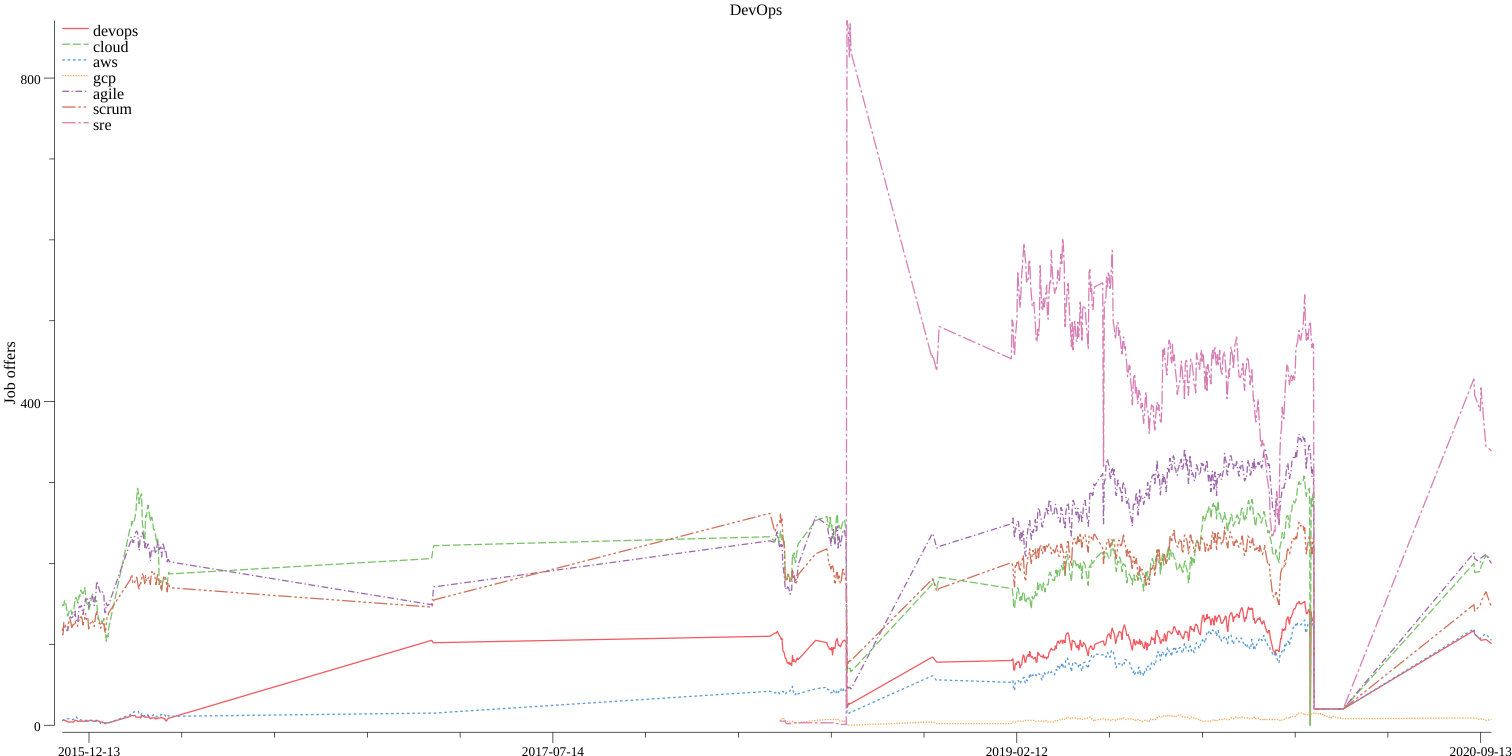 DevOps
devops
cloud
aws
gcp
agile
scrum
sre
Job offers
800
400
0
2015-12-13
2017-07-14
2019-02-12
2020-09-13